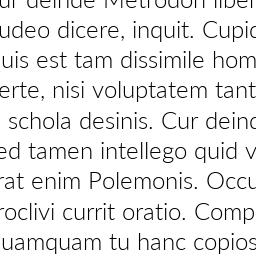 ur deinde Metrodori liber
udeo dicere, inquit. Cupid
uis est tam dissimile hom
erte, nisi voluptatem tant
schola desinis. Cur deind
ed tamen intellego quid v
rat enim Polemonis. Occu
roclivi currit oratio. Comp
uamquam tu hanc copios